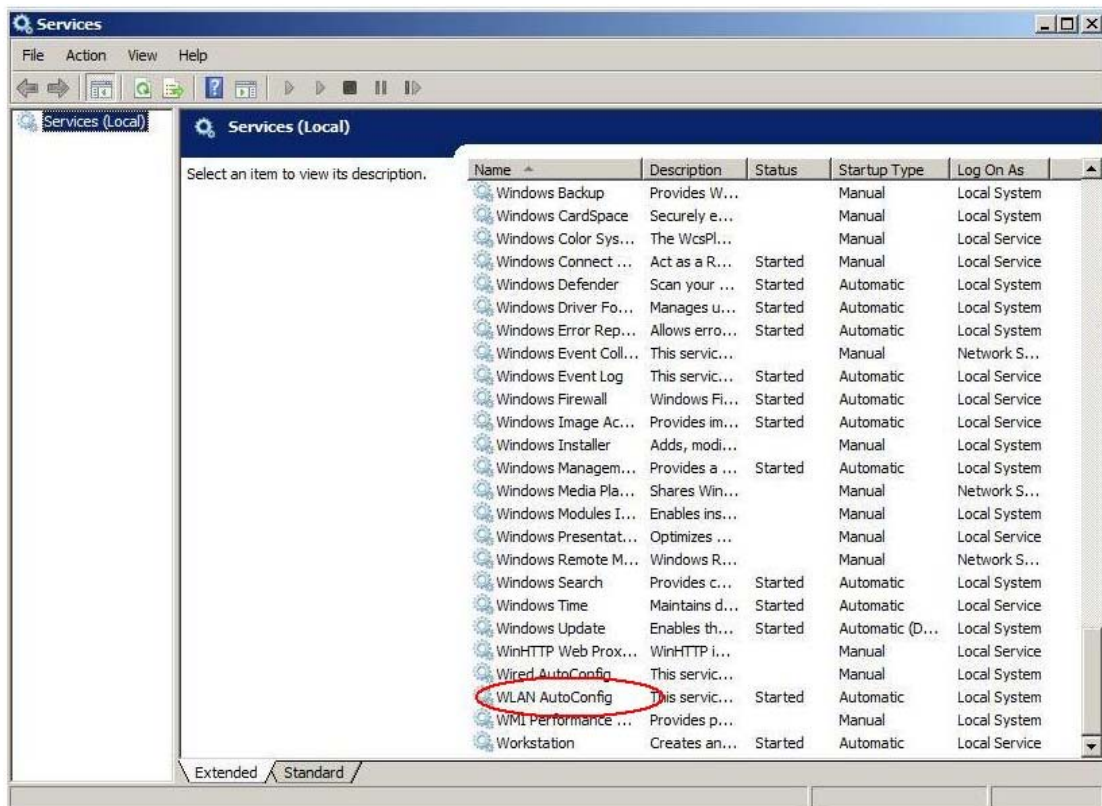 Services
File Action View Help
Services (Local)
Services (Local)
Select an item to view its description.
Name Description Status Startup Type Log On As
Windows Backup Provides W... Manual Local System
Windows CardSpace Securely e... Manual Local Service
Windows Color Sys... The WcsPl... Manual Local Service
Windows Connect ... Act as a R... Started Manual Local Service
Windows Defender Scan your ... Started Automatic Local System
Windows Driver Fo... Manages u... Started Automatic Local System
Windows Error Rep... Allows erro... Started Automatic Local System
Windows Event Coll... This servic... Manual Network S...
Windows Event Log This servic... Started Automatic Local Service
Windows Firewall Windows Fi... Started Automatic Local Service
Windows Image Ac... Provides im... Started Automatic Local Service
Windows Installer Adds, modi... Manual Local System
Windows Managem... Provides a ... Started Automatic Local System
Windows Media Pla... Shares Win... Manual Network S...
Windows Modules I... Enables ins... Manual Local System
Windows Presentat... Optimizes ... Manual Local Service
Windows Remote M... Windows R... Manual Network S...
Windows Search Provides c... Started Automatic Local System
Windows Time Maintains d... Started Automatic Local Service
Windows Update Enables th... Started Automatic (D... Local System
WinHTTP Web Prox... WinHTTP i... Manual Local Service
Wired AutoConfig This servic... Manual Local System
WLAN AutoConfig This servic... Started Automatic Local System
WMI Performance ... Provides p... Manual Local System
Workstation Creates an... Started Automatic Local Service
Extended Standard